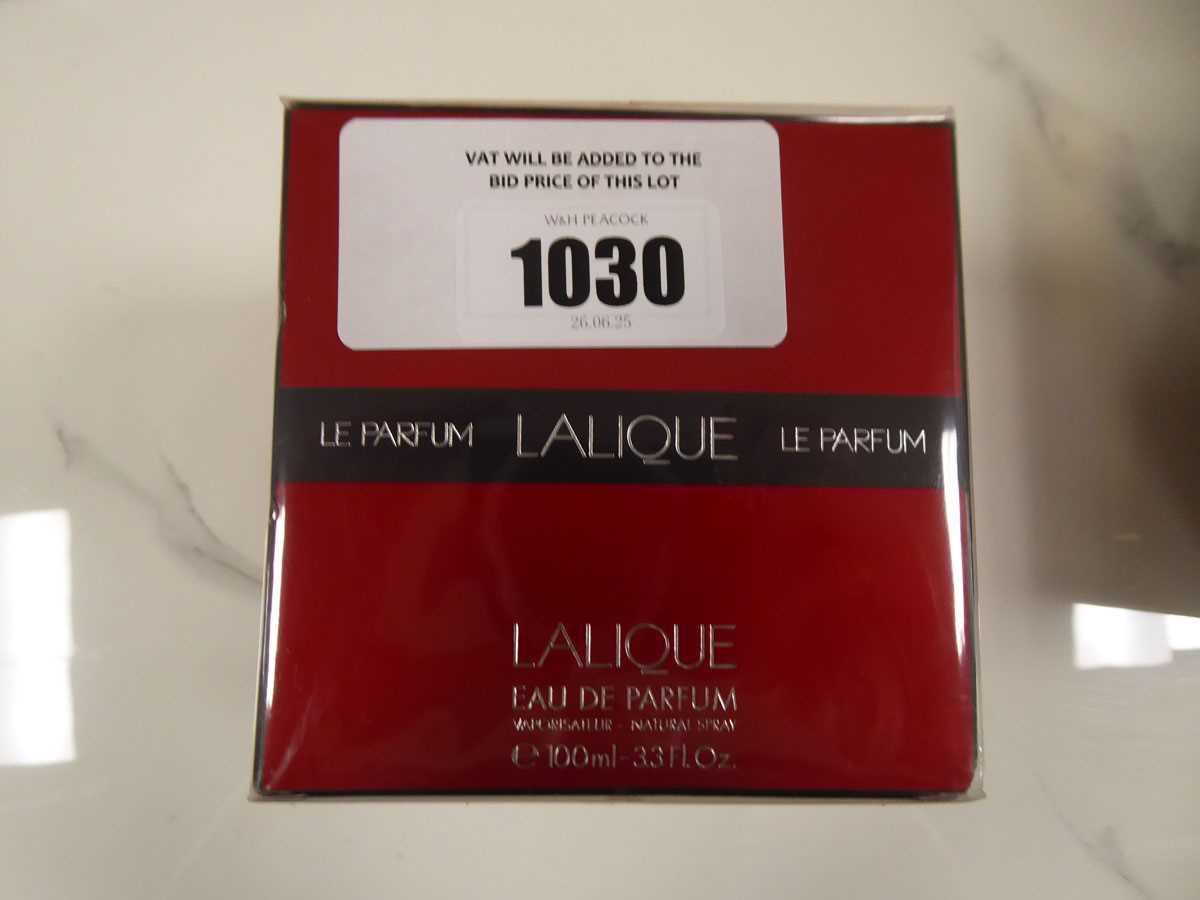 VAT WILL BE ADDED TO THE
BID PRICE OF THIS LOT
W&H PEACOCK
1030
26.06.25
LE PARFUM LALIQUE LE PARFUM
LALIQUE
EAU DE PARFUM
VAPORISATEUR - NATURAL SPRAY
℮ 100ml - 3.3 Fl. Oz.